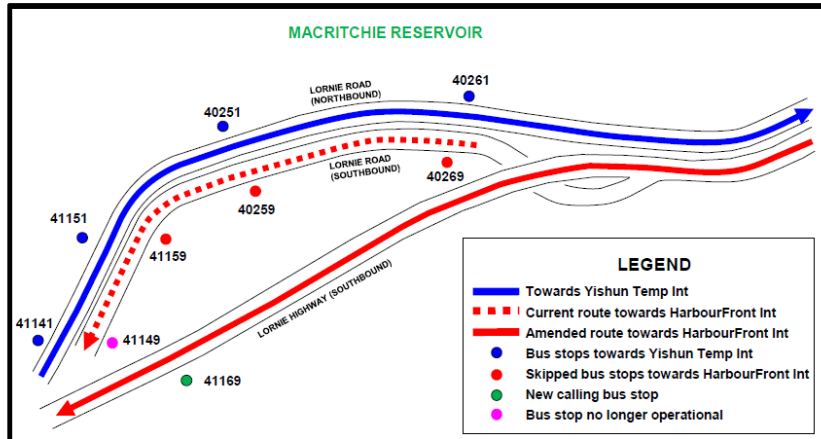 MACRITCHIE RESERVOIR
LORNIE ROAD
(NORTHBOUND)
40261
40251
LORNIE ROAD
(SOUTHBOUND)
40269
40259
41151
41159
LORNIE HIGHWAY (SOUTHBOUND)
41141
41149
41169
LEGEND
Towards Yishun Temp Int
Current route towards HarbourFront Int
Amended route towards HarbourFront Int
Bus stops towards Yishun Temp Int
Skipped bus stops towards HarbourFront Int
New calling bus stop
Bus stop no longer operational